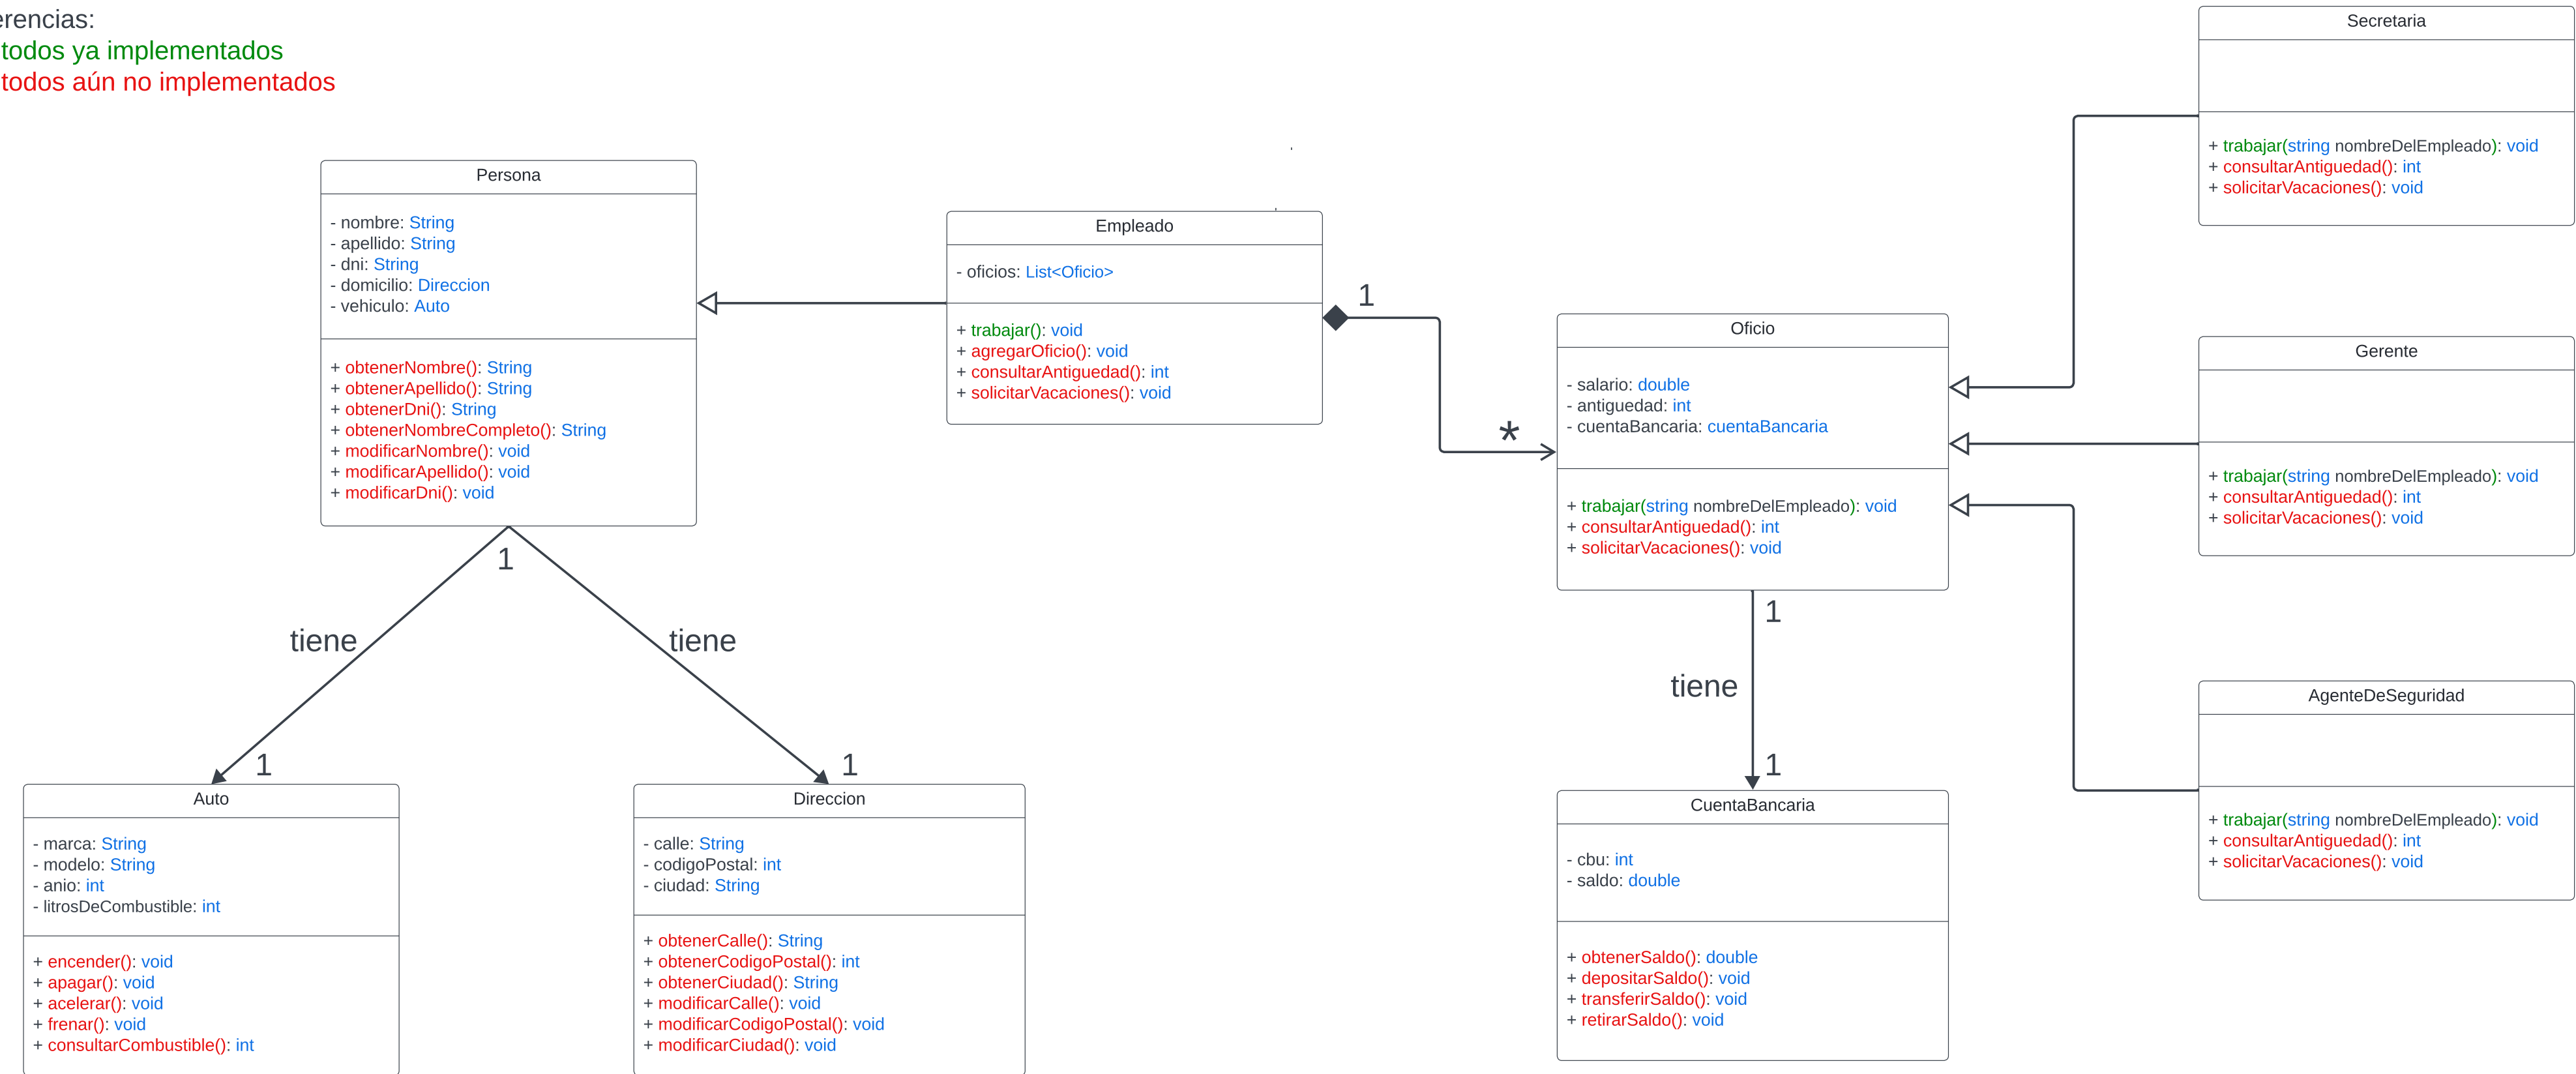 erencias:
todos ya implementados
todos aún no implementados
Persona
- nombre: String
- apellido: String
- dni: String
- domicilio: Direccion
- vehiculo: Auto
+ obtenerNombre(): String
+ obtenerApellido(): String
+ obtenerDni(): String
+ obtenerNombreCompleto(): String
+ modificarNombre(): void
+ modificarApellido(): void
+ modificarDni(): void
Empleado
- oficios: List<Oficio>
+ trabajar(): void
+ agregarOficio(): void
+ consultarAntiguedad(): int
+ solicitarVacaciones(): void
1
*
Oficio
- salario: double
- antiguedad: int
- cuentaBancaria: cuentaBancaria
+ trabajar(string nombreDelEmpleado): void
+ consultarAntiguedad(): int
+ solicitarVacaciones(): void
Secretaria
+ trabajar(string nombreDelEmpleado): void
+ consultarAntiguedad(): int
+ solicitarVacaciones(): void
Gerente
+ trabajar(string nombreDelEmpleado): void
+ consultarAntiguedad(): int
+ solicitarVacaciones(): void
AgenteDeSeguridad
+ trabajar(string nombreDelEmpleado): void
+ consultarAntiguedad(): int
+ solicitarVacaciones(): void
1
tiene
tiene
1
1
1
tiene
1
Auto
- marca: String
- modelo: String
- anio: int
- litrosDeCombustible: int
+ encender(): void
+ apagar(): void
+ acelerar(): void
+ frenar(): void
+ consultarCombustible(): int
Direccion
- calle: String
- codigoPostal: int
- ciudad: String
+ obtenerCalle(): String
+ obtenerCodigoPostal(): int
+ obtenerCiudad(): String
+ modificarCalle(): void
+ modificarCodigoPostal(): void
+ modificarCiudad(): void
CuentaBancaria
- cbu: int
- saldo: double
+ obtenerSaldo(): double
+ depositarSaldo(): void
+ transferirSaldo(): void
+ retirarSaldo(): void